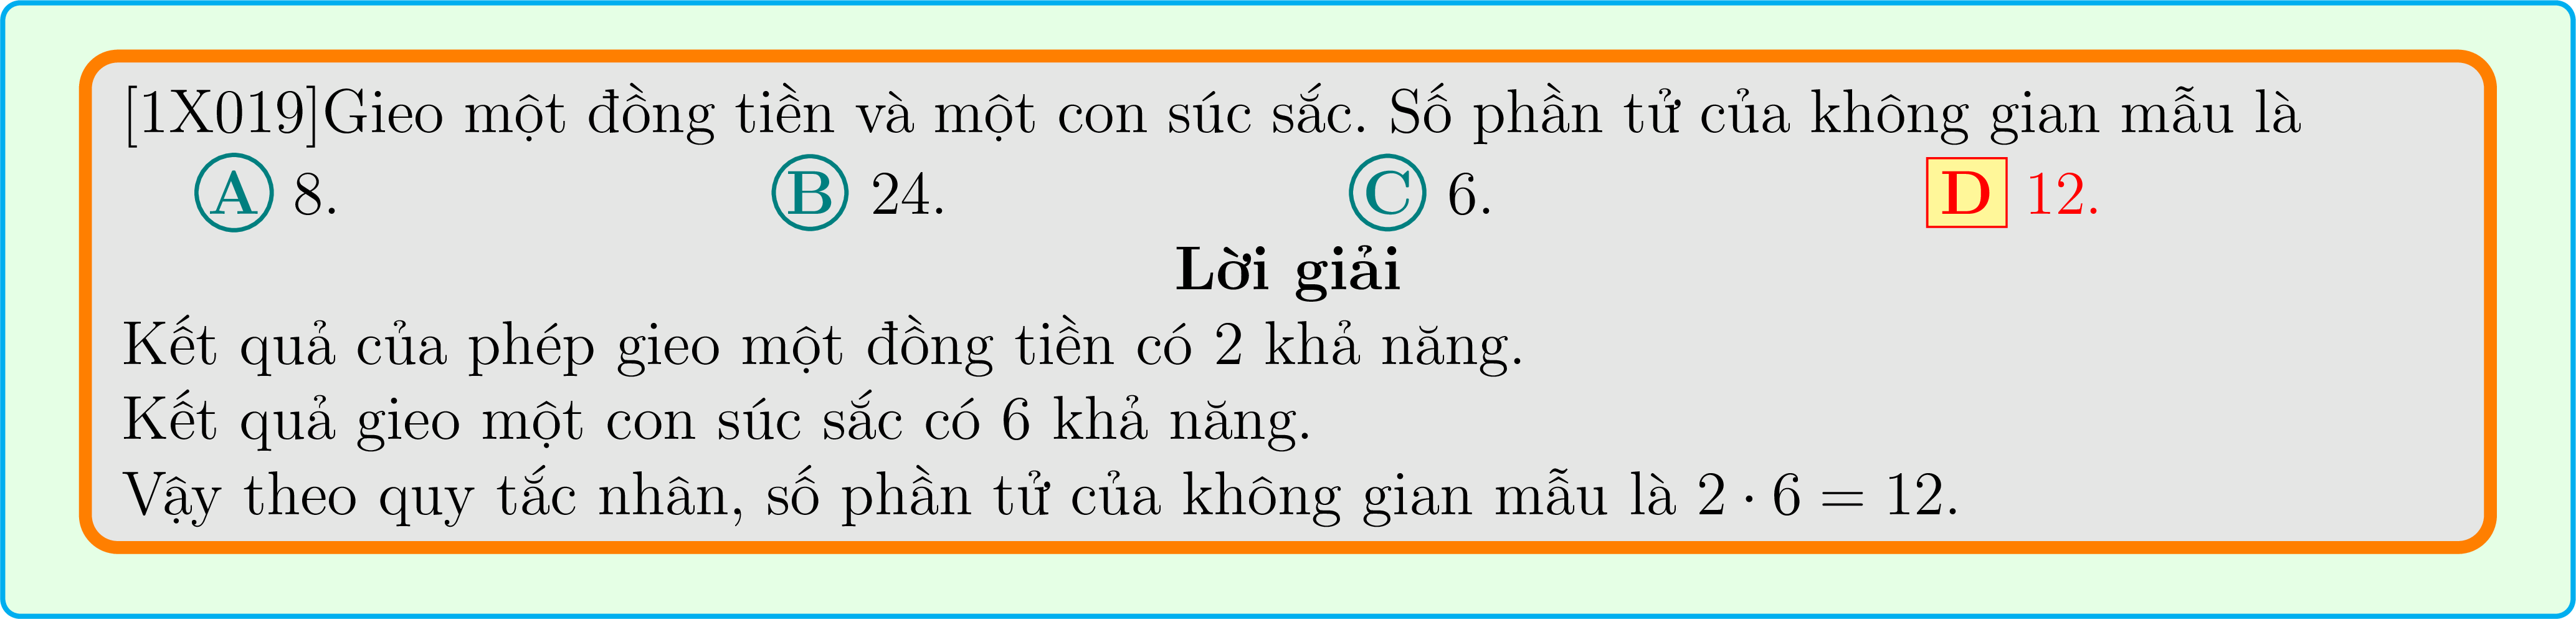 [1X019]Gieo một đồng tiền và một con súc sắc. Số phần tử của không gian mẫu là
A 8. B 24. C 6. D 12.
Lời giải
Kết quả của phép gieo một đồng tiền có 2 khả năng.
Kết quả gieo một con súc sắc có 6 khả năng.
Vậy theo quy tắc nhân, số phần tử của không gian mẫu là 2 · 6 = 12.